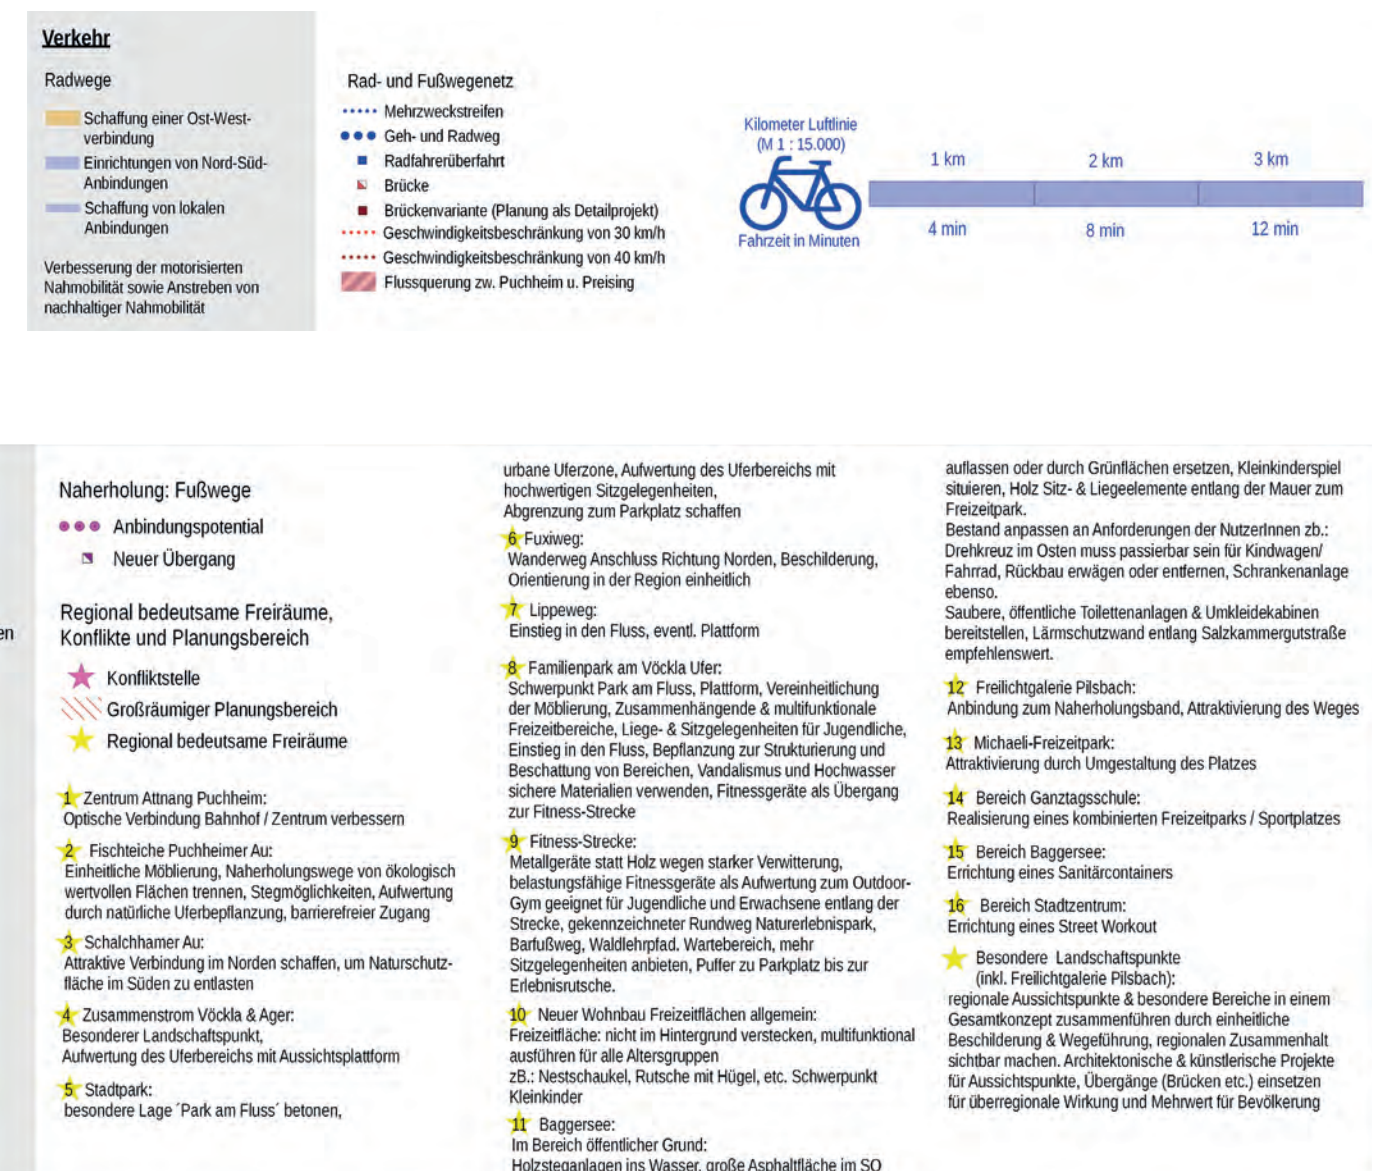 Verkehr
Radwege
Schaffung einer Ost-West-
verbindung
Einrichtungen von Nord-Süd-
Anbindungen
Schaffung von lokalen
Anbindungen
Verbesserung der motorisierten
Nahmobilität sowie Anstreben von
nachhaltiger Nahmobilität
Rad- und Fußwegenetz
Mehrzweckstreifen
Geh- und Radweg
Radfahrerüberfahrt
Brücke
Brückenvariante (Planung als Detailprojekt)
Geschwindigkeitsbeschränkung von 30 km/h
Geschwindigkeitsbeschränkung von 40 km/h
Flussquerung zw. Puchheim u. Preising
Kilometer Luftlinie
(M 1 : 15.000)
Fahrzeit in Minuten
1 km 2 km 3 km
4 min 8 min 12 min
en
Naherholung: Fußwege
Anbindungspotential
Neuer Übergang
Regional bedeutsame Freiräume,
Konflikte und Planungsbereich
Konfliktstelle
Großräumiger Planungsbereich
Regional bedeutsame Freiräume
1 Zentrum Attnang Puchheim:
Optische Verbindung Bahnhof / Zentrum verbessern
2 Fischteiche Puchheimer Au:
Einheitliche Möblierung, Naherholungswege von ökologisch
wertvollen Flächen trennen, Stegmöglichkeiten, Aufwertung
durch natürliche Uferbepflanzung, barrierefreier Zugang
3 Schalchhamer Au:
Attraktive Verbindung im Norden schaffen, um Naturschutz-
fläche im Süden zu entlasten
4 Zusammenstrom Vöckla & Ager:
Besonderer Landschaftspunkt,
Aufwertung des Uferbereichs mit Aussichtsplattform
5 Stadtpark:
besondere Lage ´Park am Fluss´ betonen,
urbane Uferzone, Aufwertung des Uferbereichs mit
hochwertigen Sitzgelegenheiten,
Abgrenzung zum Parkplatz schaffen
6 Fuxiweg:
Wanderweg Anschluss Richtung Norden, Beschilderung,
Orientierung in der Region einheitlich
7 Lippeweg:
Einstieg in den Fluss, eventl. Plattform
8 Familienpark am Vöckla Ufer:
Schwerpunkt Park am Fluss, Plattform, Vereinheitlichung
der Möblierung, Zusammenhängende & multifunktionale
Freizeitbereiche, Liege- & Sitzgelegenheiten für Jugendliche,
Einstieg in den Fluss, Bepflanzung zur Strukturierung und
Beschattung von Bereichen, Vandalismus und Hochwasser
sichere Materialien verwenden, Fitnessgeräte als Übergang
zur Fitness-Strecke
9 Fitness-Strecke:
Metallgeräte statt Holz wegen starker Verwitterung,
belastungsfähige Fitnessgeräte als Aufwertung zum Outdoor-
Gym geeignet für Jugendliche und Erwachsene entlang der
Strecke, gekennzeichneter Rundweg Naturerlebnispark,
Barfußweg, Waldlehrpfad. Wartebereich, mehr
Sitzgelegenheiten anbieten, Puffer zu Parkplatz bis zur
Erlebnisrutsche.
10 Neuer Wohnbau Freizeitflächen allgemein:
Freizeitfläche: nicht im Hintergrund verstecken, multifunktional
ausführen für alle Altersgruppen
zB.: Nestschaukel, Rutsche mit Hügel, etc. Schwerpunkt
Kleinkinder
11 Baggersee:
Im Bereich öffentlicher Grund:
Holzsteganlagen ins Wasser, große Asphaltfläche im SO
auflassen oder durch Grünflächen ersetzen, Kleinkinderspiel
situieren, Holz Sitz- & Liegeelemente entlang der Mauer zum
Freizeitpark.
Bestand anpassen an Anforderungen der NutzerInnen zb.:
Drehkreuz im Osten muss passierbar sein für Kindwagen/
Fahrrad, Rückbau erwägen oder entfernen, Schrankenanlage
ebenso.
Saubere, öffentliche Toilettenanlagen & Umkleidekabinen
bereitstellen, Lärmschutzwand entlang Salzkammergutstraße
empfehlenswert.
12 Freilichtgalerie Pilsbach:
Anbindung zum Naherholungsband, Attraktivierung des Weges
13 Michaeli-Freizeitpark:
Attraktivierung durch Umgestaltung des Platzes
14 Bereich Ganztagsschule:
Realisierung eines kombinierten Freizeitparks / Sportplatzes
15 Bereich Baggersee:
Errichtung eines Sanitärcontainers
16 Bereich Stadtzentrum:
Errichtung eines Street Workout
Besondere Landschaftspunkte
(inkl. Freilichtgalerie Pilsbach):
regionale Aussichtspunkte & besondere Bereiche in einem
Gesamtkonzept zusammenführen durch einheitliche
Beschilderung & Wegeführung, regionalen Zusammenhalt
sichtbar machen. Architektonische & künstlerische Projekte
für Aussichtspunkte, Übergänge (Brücken etc.) einsetzen
für überregionale Wirkung und Mehrwert für Bevölkerung